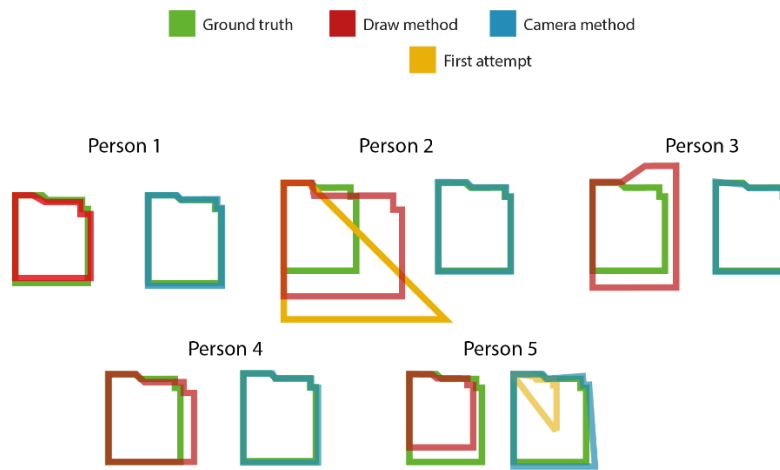 Ground truth
Draw method
Camera method
First attempt
Person 1
Person 2
Person 3
Person 4
Person 5